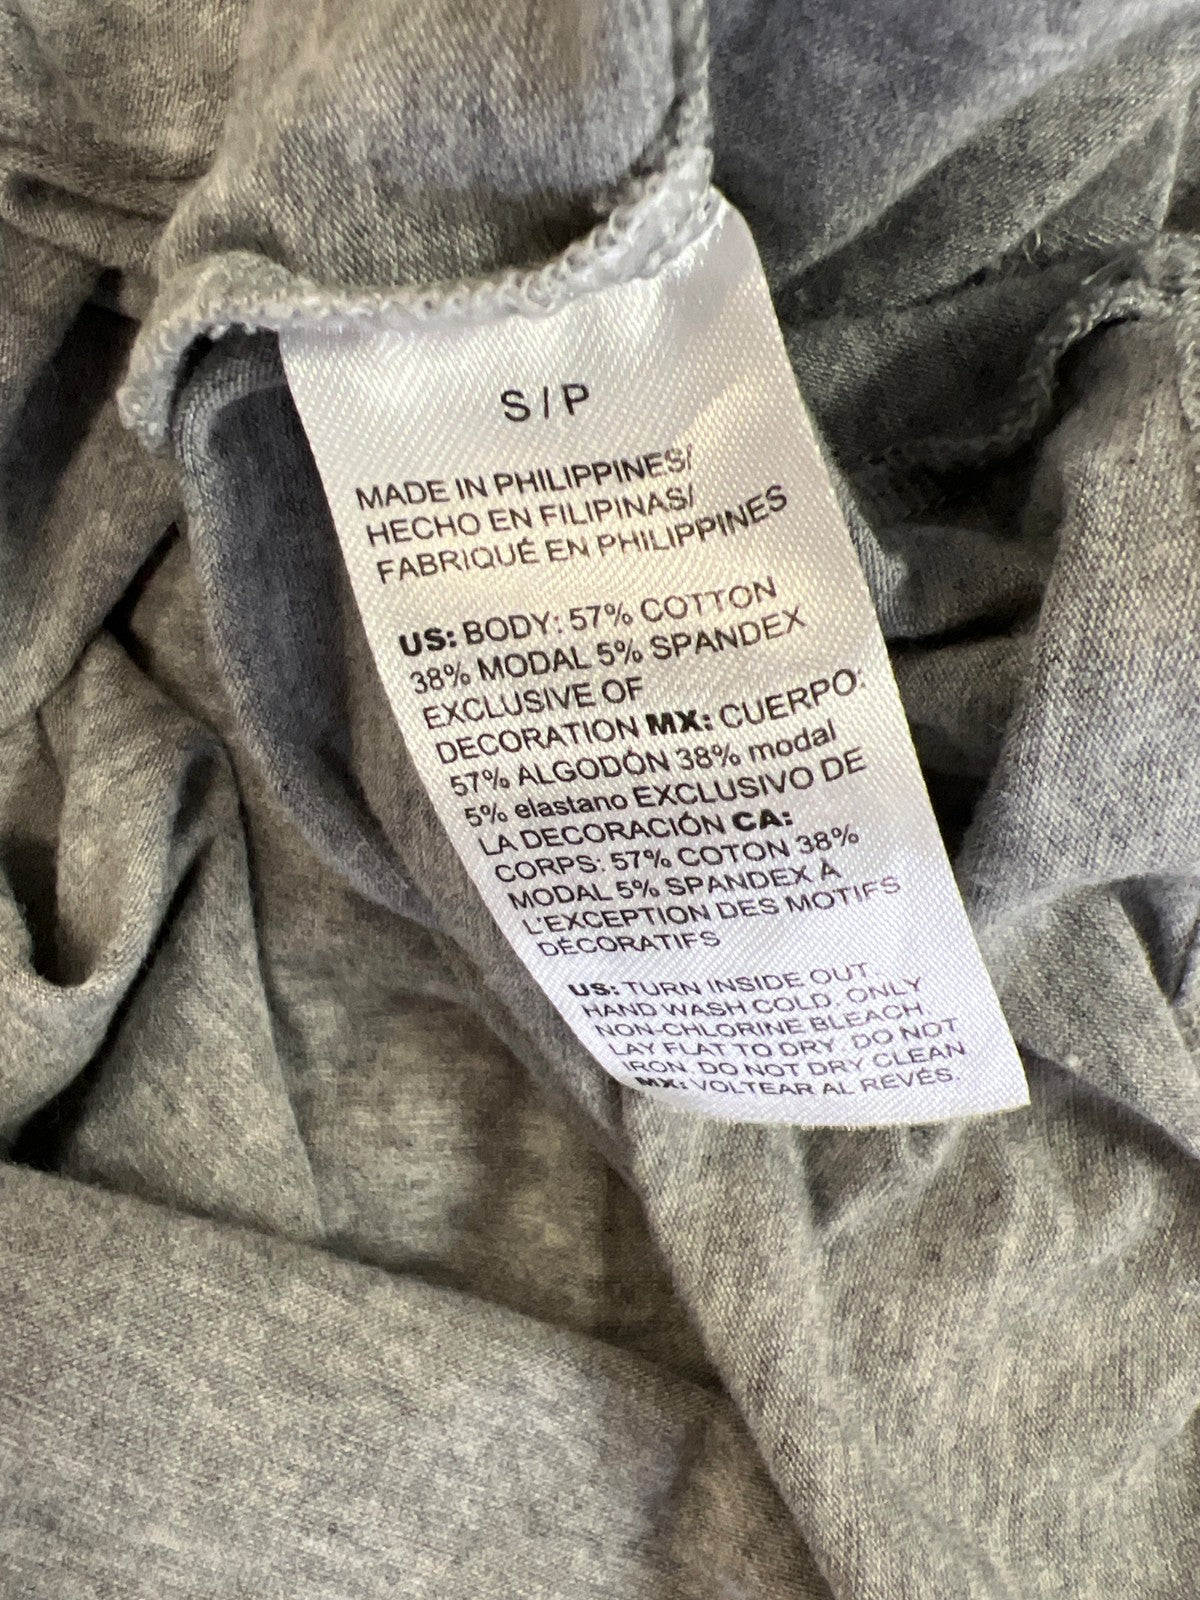 S / P
MADE IN PHILIPPINES/
HECHO EN FILIPINAS/
FABRIQUÉ EN PHILIPPINES
US: BODY: 57% COTTON
38% MODAL 5% SPANDEX
EXCLUSIVE OF
DECORATION MX: CUERPO:
57% ALGODÓN 38% modal
5% elastano EXCLUSIVO DE
LA DECORACIÓN CA:
CORPS: 57% COTON 38%
MODAL 5% SPANDEX À
L'EXCEPTION DES MOTIFS
DÉCORATIFS
US: TURN INSIDE OUT.
HAND WASH COLD. ONLY
NON-CHLORINE BLEACH.
LAY FLAT TO DRY. DO NOT
IRON. DO NOT DRY CLEAN
MX: VOLTEAR AL REVÉS.